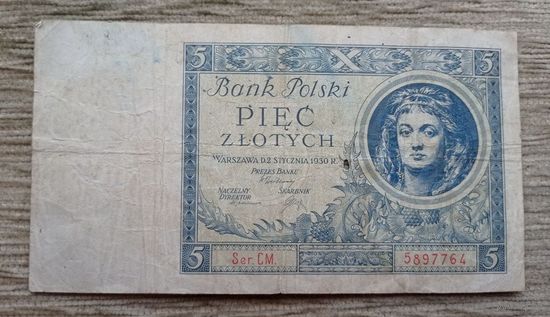 5 5
Bank Polski
PIĘĆ
ZŁOTYCH
WARSZAWA D. 2 STYCZNIA 1930 R.
PREZES BANKU
NACZELNY SKARBNIK
DYREKTOR
5 Ser. CM. 5897764 5